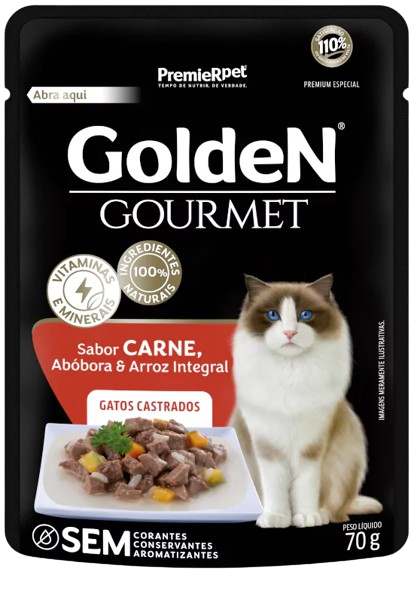 PremieRpet®
TEMPO DE NUTRIR. DE VERDADE.
110%
PREMIUM ESPECIAL
Abra aqui
GoldeN®
GOURMET
VITAMINAS
E MINERAIS
INGREDIENTES
100%
NATURAIS
Sabor CARNE,
Abóbora & Arroz Integral
GATOS CASTRADOS
IMAGENS MERAMENTE ILUSTRATIVAS.
SEM CORANTES
CONSERVANTES
AROMATIZANTES
PESO LÍQUIDO
70 g